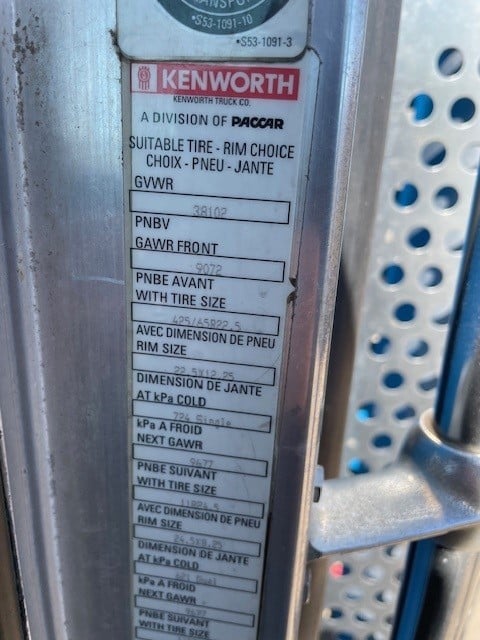 TRANSPORT
•S53-1091-10
•S53-1091-3
KENWORTH
KENWORTH TRUCK CO.
A DIVISION OF PACCAR
SUITABLE TIRE - RIM CHOICE
CHOIX - PNEU - JANTE
GVWR
38102
PNBV
GAWR FRONT
9072
PNBE AVANT
WITH TIRE SIZE
425/65R22.5
AVEC DIMENSION DE PNEU
RIM SIZE
22.5X12.25
DIMENSION DE JANTE
AT kPa COLD
724 Single
kPa A FROID
NEXT GAWR
9677
PNBE SUIVANT
WITH TIRE SIZE
11R24.5
AVEC DIMENSION DE PNEU
RIM SIZE
24.5X8.25
DIMENSION DE JANTE
AT kPa COLD
Dual
kPa A FROID
NEXT GAWR
9677
PNBE SUIVANT
WITH TIRE SIZE